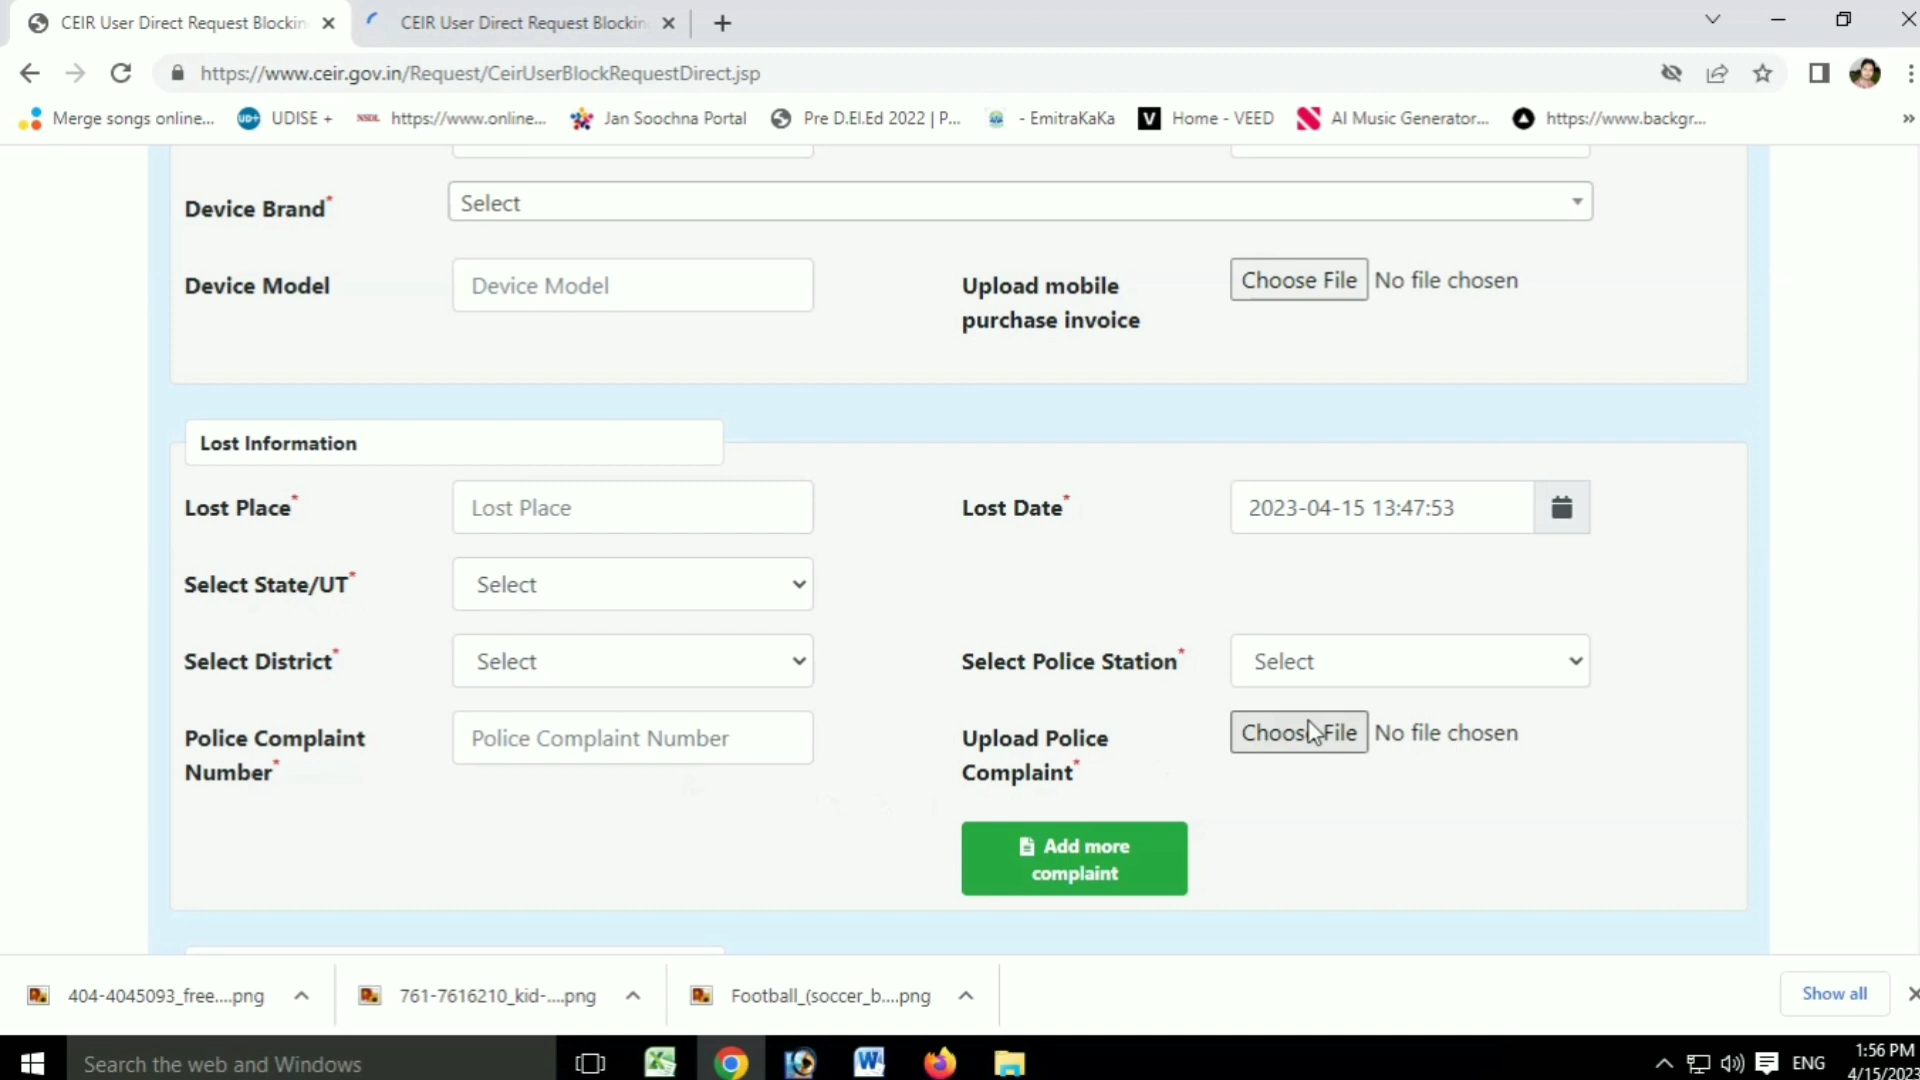 CEIR User Direct Request Blockin
CEIR User Direct Request Blockin
https://www.ceir.gov.in/Request/CeirUserBlockRequestDirect.jsp
Merge songs online... UDISE + NSDL https://www.online... Jan Soochna Portal Pre D.El.Ed 2022 | P... - EmitraKaKa V Home - VEED AI Music Generator... https://www.backgr... »
Device Brand* Select
Device Model Device Model Upload mobile Choose File No file chosen
purchase invoice
Lost Information
Lost Place* Lost Place Lost Date* 2023-04-15 13:47:53
Select State/UT* Select
Select District* Select Select Police Station* Select
Police Complaint Police Complaint Number Upload Police Choose File No file chosen
Number* Complaint*
Add more
complaint
404-4045093_free....png 761-7616210_kid-....png Football_(soccer_b....png Show all
Search the web and Windows W ENG 1:56 PM
4/15/2023